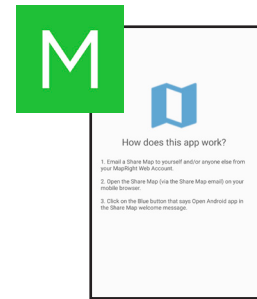 M
How does this app work?
1. Email a Share Map to yourself and/or anyone else from
your MapRight Web Account.
2. Open the Share Map (via the Share Map email) on your
mobile browser.
3. Click on the Blue button that says Open Android app in
the Share Map welcome message.